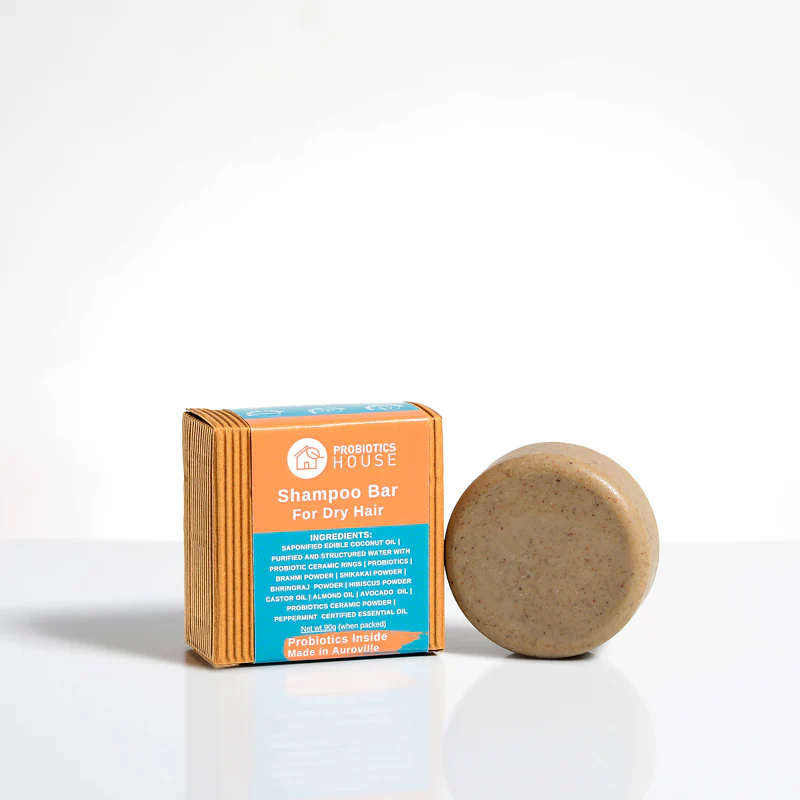 PROBIOTICS
HOUSE
Shampoo Bar
For Dry Hair
INGREDIENTS:
SAPONIFIED EDIBLE COCONUT OIL |
PURIFIED AND STRUCTURED WATER WITH
PROBIOTIC CERAMIC RINGS | PROBIOTICS |
BRAHMI POWDER | SHIKAKAI POWDER |
BHRINGRAJ POWDER | HIBISCUS POWDER
CASTOR OIL | ALMOND OIL | AVOCADO OIL |
PROBIOTICS CERAMIC POWDER |
PEPPERMINT CERTIFIED ESSENTIAL OIL
Net wt 90g (when packed)
Probiotics Inside
Made in Auroville